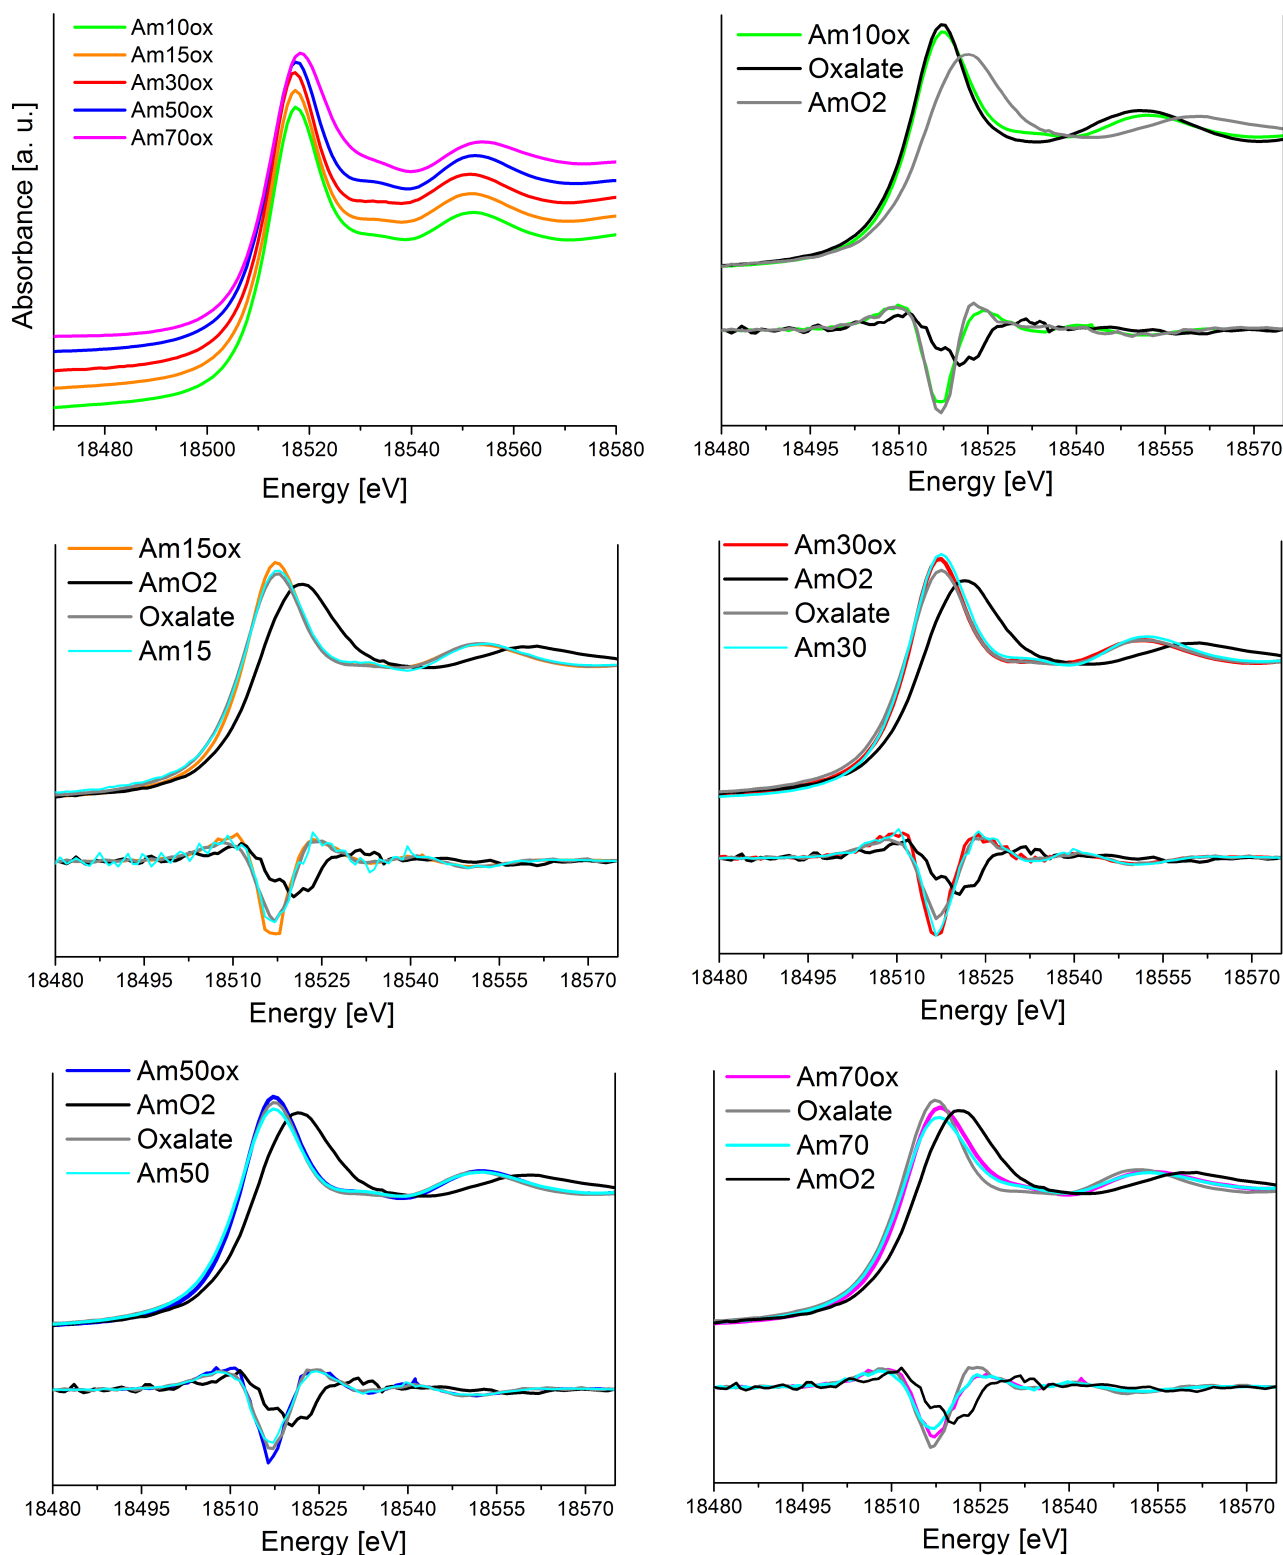 Am10ox
Am15ox
Am30ox
Am50ox
Am70ox
Absorbance [a. u.]
18480 18500 18520 18540 18560 18580
Energy [eV]
Am10ox
Oxalate
AmO2
18480 18495 18510 18525 18540 18555 18570
Energy [eV]
Am15ox
AmO2
Oxalate
Am15
18480 18495 18510 18525 18540 18555 18570
Energy [eV]
Am30ox
AmO2
Oxalate
Am30
18480 18495 18510 18525 18540 18555 18570
Energy [eV]
Am50ox
AmO2
Oxalate
Am50
18480 18495 18510 18525 18540 18555 18570
Energy [eV]
Am70ox
Oxalate
Am70
AmO2
18480 18495 18510 18525 18540 18555 18570
Energy [eV]